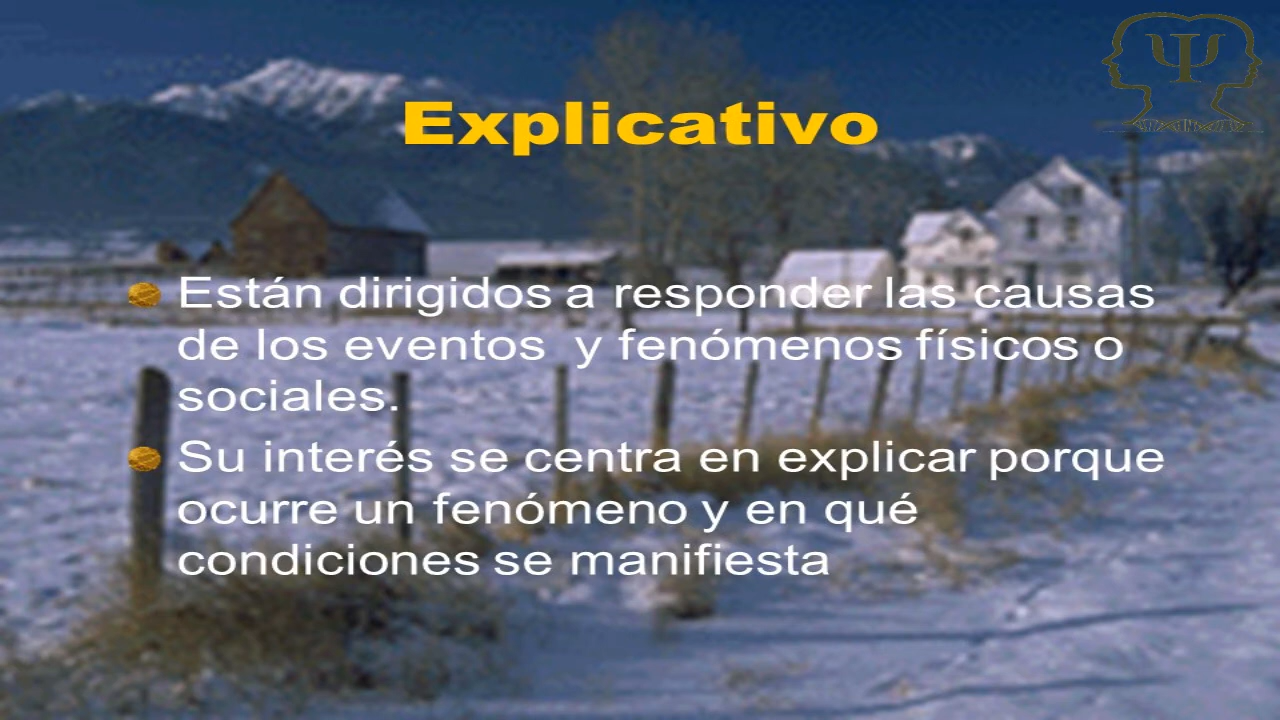 Explicativo
Están dirigidos a responder las causas
de los eventos  y fenómenos físicos o
sociales.
Su interés se centra en explicar porque
ocurre un fenómeno y en qué
condiciones se manifiesta